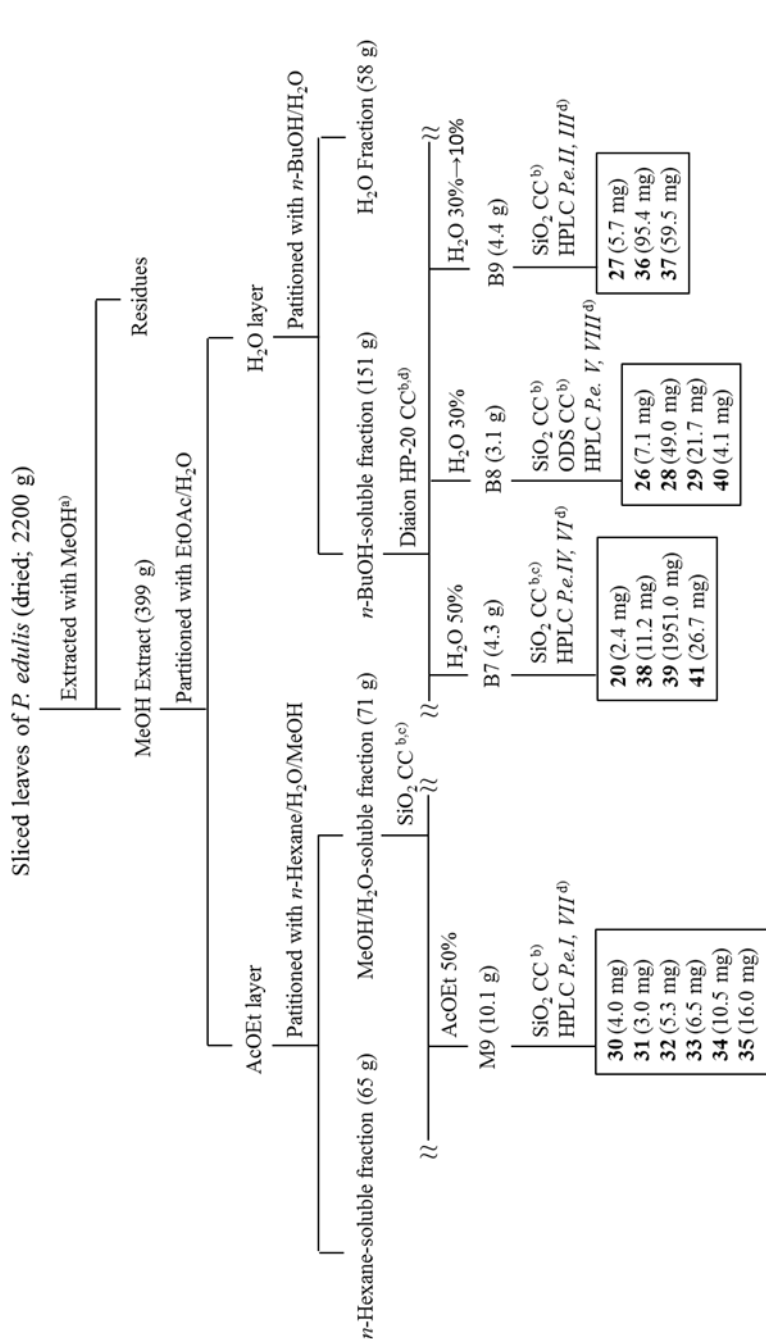 Sliced leaves of P. edulis (dried; 2200 g)
Extracted with MeOHa)
MeOH Extract (399 g)
Residues
Partitioned with EtOAc/H2O
AcOEt layer
H2O layer
Patitioned with n-Hexane/H2O/MeOH
Patitioned with n-BuOH/H2O
n-Hexane-soluble fraction (65 g)
MeOH/H2O-soluble fraction (71 g)
n-BuOH-soluble fraction (151 g)
H2O Fraction (58 g)
SiO2 CC b,c)
Diaion HP-20 CCb,d)
AcOEt 50%
M9 (10.1 g)
SiO2 CC b)
HPLC P.e.I, VIId)
30 (4.0 mg)
31 (3.0 mg)
32 (5.3 mg)
33 (6.5 mg)
34 (10.5 mg)
35 (16.0 mg)
H2O 50%
B7 (4.3 g)
SiO2 CC b,c)
HPLC P.e.IV, VId)
20 (2.4 mg)
38 (11.2 mg)
39 (1951.0 mg)
41 (26.7 mg)
H2O 30%
B8 (3.1 g)
SiO2 CC b)
ODS CC b)
HPLC P.e. V, VIIId)
26 (7.1 mg)
28 (49.0 mg)
29 (21.7 mg)
40 (4.1 mg)
H2O 30%→10%
B9 (4.4 g)
SiO2 CC b)
HPLC P.e.II, IIId)
27 (5.7 mg)
36 (95.4 mg)
37 (59.5 mg)